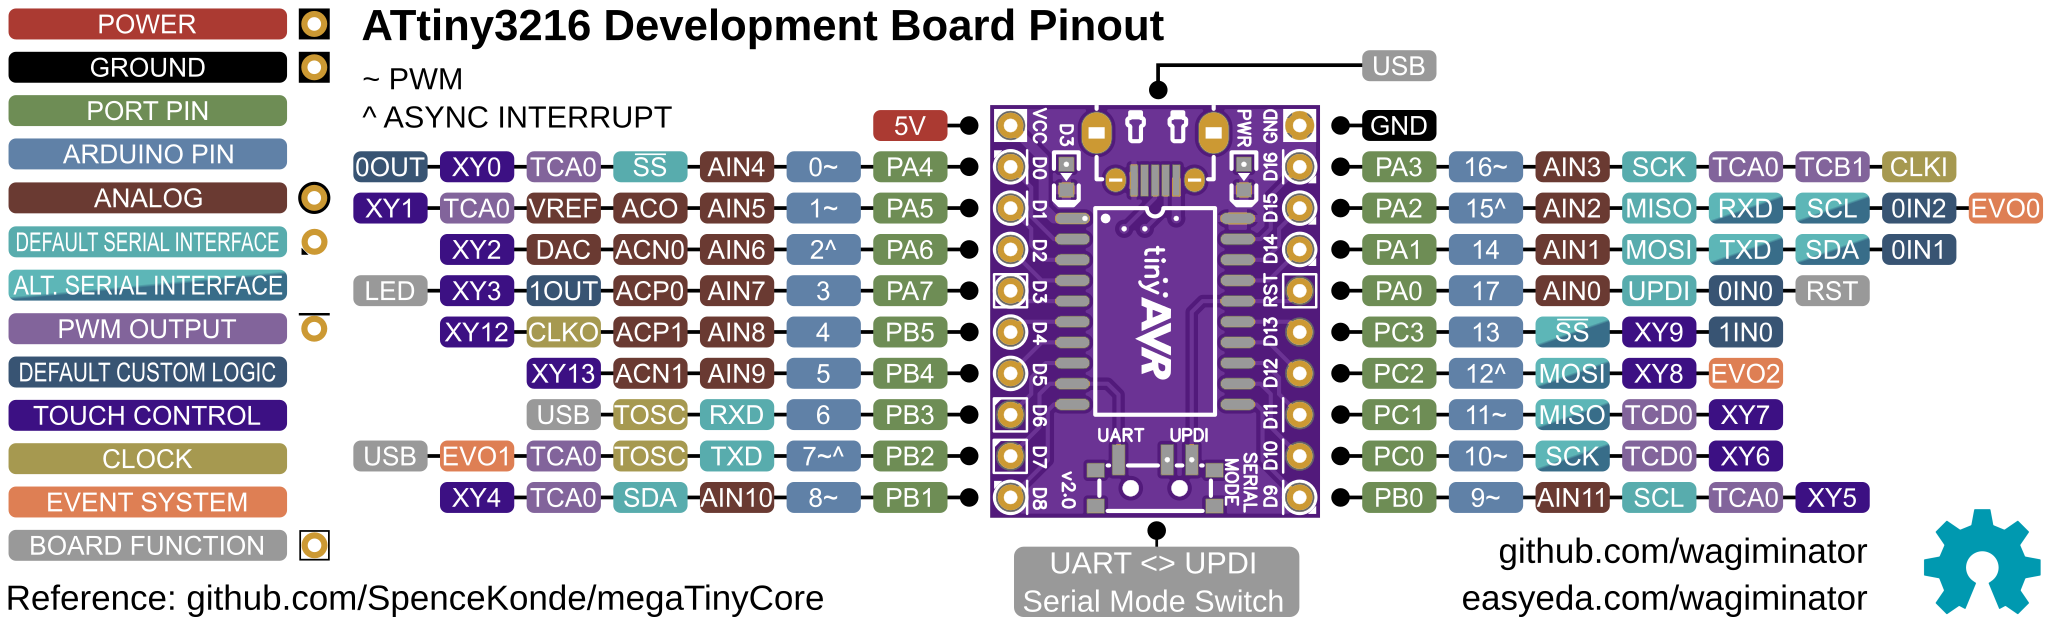 ATtiny3216 Development Board Pinout
POWER
GROUND
PORT PIN
ARDUINO PIN
ANALOG
DEFAULT SERIAL INTERFACE
ALT. SERIAL INTERFACE
PWM OUTPUT
DEFAULT CUSTOM LOGIC
TOUCH CONTROL
CLOCK
EVENT SYSTEM
BOARD FUNCTION
~ PWM
^ ASYNC INTERRUPT
5V
0OUT XY0 TCA0 SS AIN4 0~ PA4
XY1 TCA0 VREF ACO AIN5 1~ PA5
XY2 DAC ACN0 AIN6 2^ PA6
LED XY3 1OUT ACP0 AIN7 3 PA7
XY12 CLKO ACP1 AIN8 4 PB5
XY13 ACN1 AIN9 5 PB4
USB TOSC RXD 6 PB3
USB EVO1 TCA0 TOSC TXD 7~^ PB2
XY4 TCA0 SDA AIN10 8~ PB1
VCC
D0
D1
D2
D3
D4
D5
D6
D7
D8
D3
PWR
tinyAVR
UART UPDI
v2.0
SERIAL
MODE
GND
D16
D15
D14
RST
D13
D12
D11
D10
D9
USB
GND
PA3 16~ AIN3 SCK TCA0 TCB1 CLKI
PA2 15^ AIN2 MISO RXD SCL 0IN2 EVO0
PA1 14 AIN1 MOSI TXD SDA 0IN1
PA0 17 AIN0 UPDI 0IN0 RST
PC3 13 SS XY9 1IN0
PC2 12^ MOSI XY8 EVO2
PC1 11~ MISO TCD0 XY7
PC0 10~ SCK TCD0 XY6
PB0 9~ AIN11 SCL TCA0 XY5
UART <> UPDI
Serial Mode Switch
Reference: github.com/SpenceKonde/megaTinyCore
github.com/wagiminator
easyeda.com/wagiminator